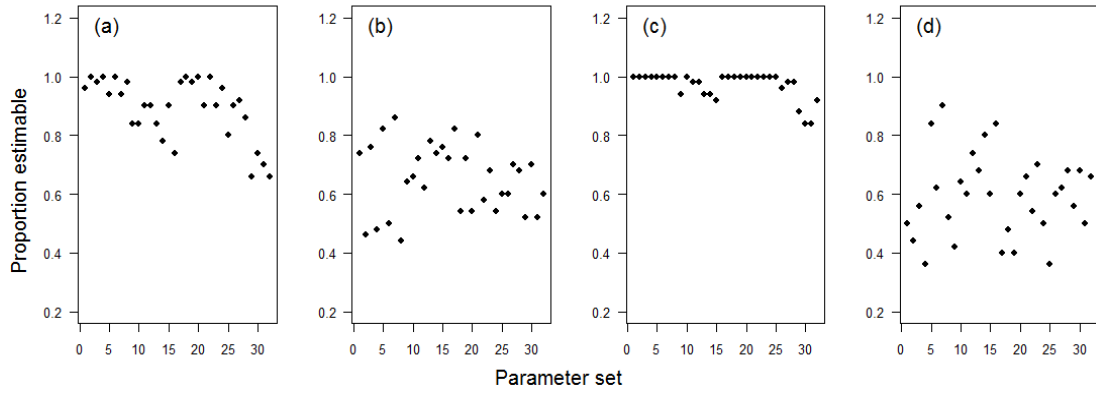 (a) (b) (c) (d)
1.2 1.2 1.2 1.2
1.0 1.0 1.0 1.0
0.8 0.8 0.8 0.8
0.6 0.6 0.6 0.6
0.4 0.4 0.4 0.4
0.2 0.2 0.2 0.2
Proportion estimable
0 5 10 15 20 25 30 0 5 10 15 20 25 30 0 5 10 15 20 25 30 0 5 10 15 20 25 30
Parameter set